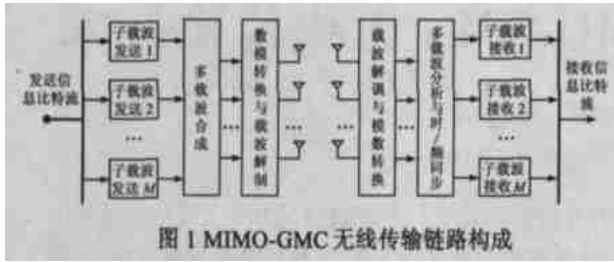 发送信
息比特流
子载波
发送1
子载波
发送2
…
子载波
发送M
多载波合成
…
数模转换与载波解制
…
…
载波解调与模数转换
…
多载波分析与时/频同步
子载波
接收1
子载波
接收2
…
子载波
接收M
接收信
息比特流
图 1 MIMO-GMC 无线传输链路构成